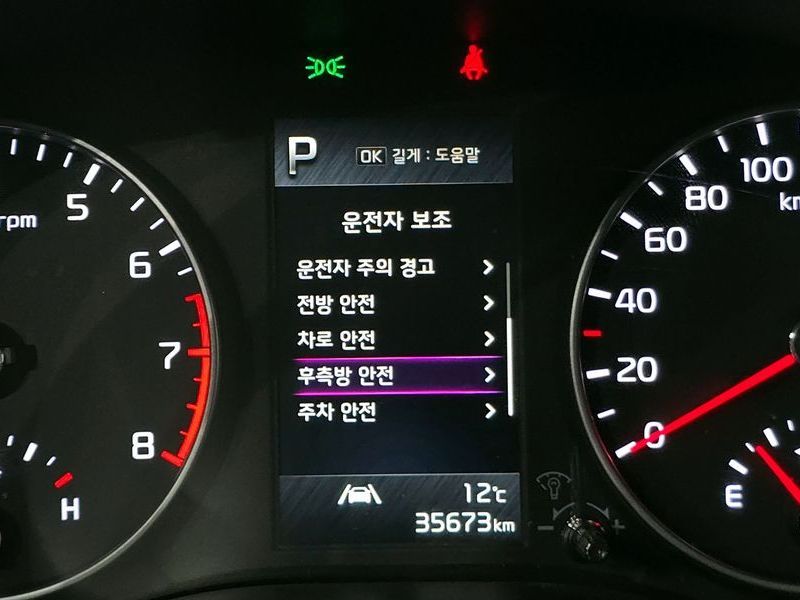 P
OK 길게 : 도움말
운전자 보조
운전자 주의 경고
전방 안전
차로 안전
후측방 안전
주차 안전
12℃
35673km
rpm
5
6
7
8
H
100
80
km
60
40
20
0
E
- +